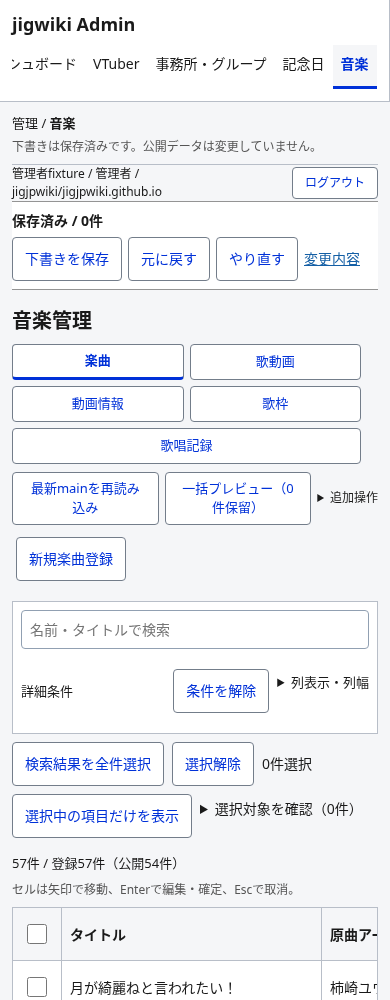 jigwiki Admin
ンュボード VTuber 事務所・グループ 記念日 音楽
管理 / 音楽
下書きは保存済みです。公開データは変更していません。
管理者fixture / 管理者 /
jigjpwiki/jigjpwiki.github.io
ログアウト
保存済み / 0件
下書きを保存 元に戻す やり直す 変更内容
音楽管理
楽曲 歌動画
動画情報 歌枠
歌唱記録
最新mainを再読み
込み
一括プレビュー（0
件保留）
▶ 追加操作
新規楽曲登録
名前・タイトルで検索
詳細条件 条件を解除 ▶ 列表示・列幅
検索結果を全件選択 選択解除 0件選択
選択中の項目だけを表示 ▶ 選択対象を確認（0件）
57件 / 登録57件（公開54件）
セルは矢印で移動、Enterで編集・確定、Escで取消。
タイトル 原曲アー
月が綺麗ねと言われたい！ 柿崎ユウ